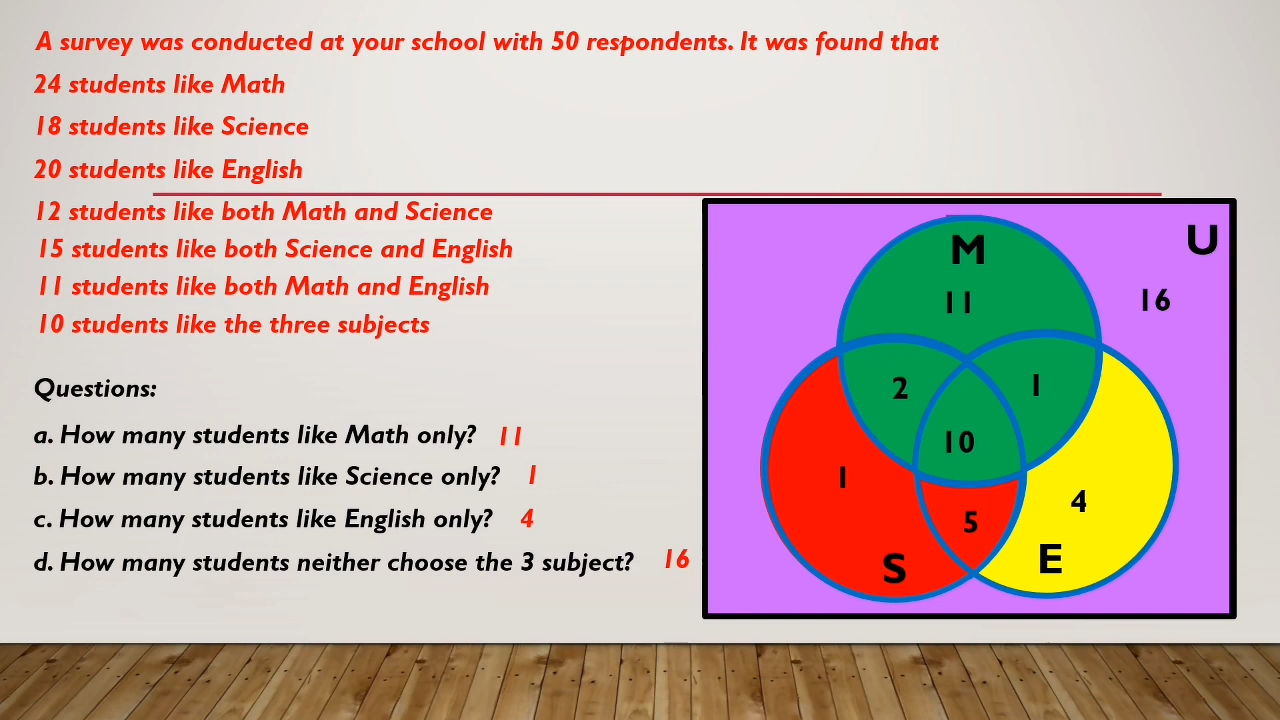 A survey was conducted at your school with 50 respondents. It was found that
24 students like Math
18 students like Science
20 students like English
12 students like both Math and Science
15 students like both Science and English
11 students like both Math and English
10 students like the three subjects
Questions:
a. How many students like Math only? 11
b. How many students like Science only? 1
c. How many students like English only? 4
d. How many students neither choose the 3 subject? 16
M
U
11
16
2
1
10
1
5
4
S
E